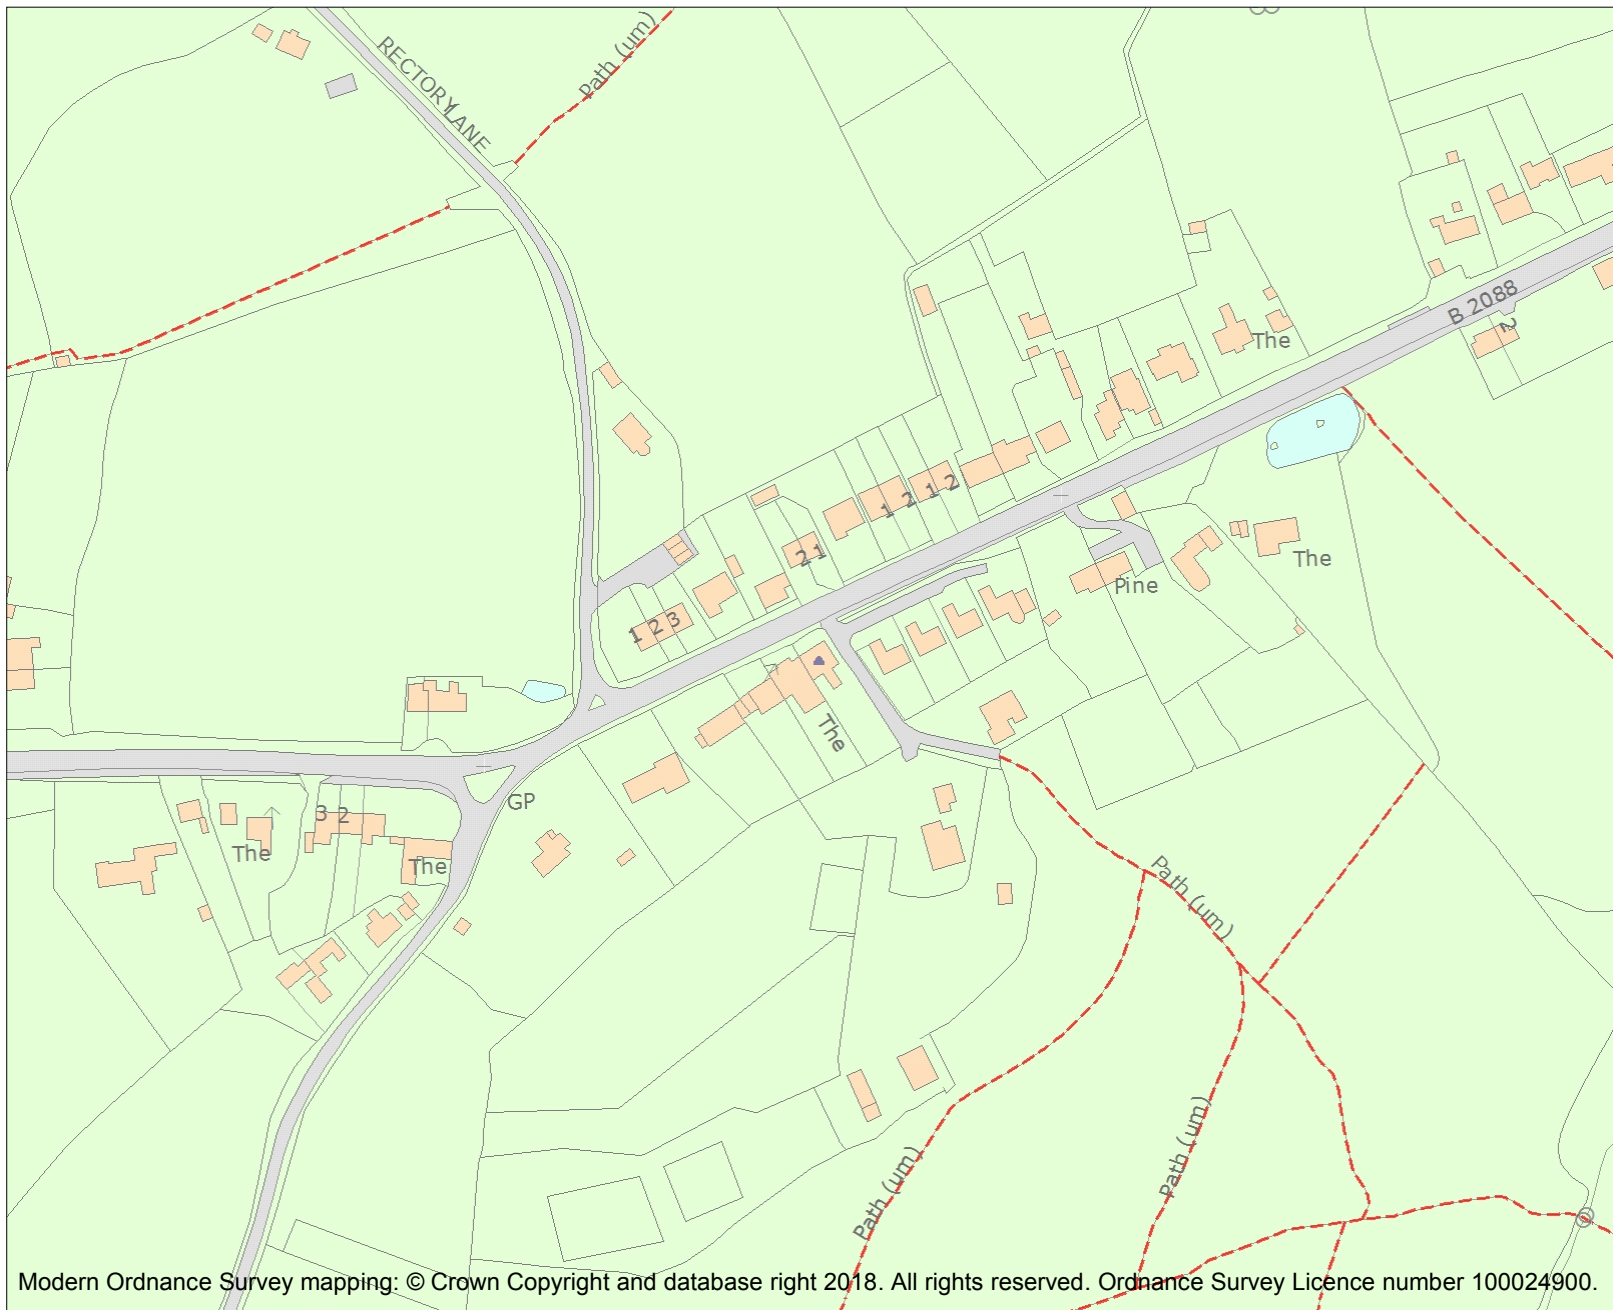 RECTORY LANE
Path (um)
B 2088
2
The
1 2 1 2
2 1
The
Pine
1 2 3
The
GP
3 2
The
The
Path (um)
Path (um)
Path (um)
Modern Ordnance Survey mapping: © Crown Copyright and database right 2018. All rights reserved. Ordnance Survey Licence number 100024900.